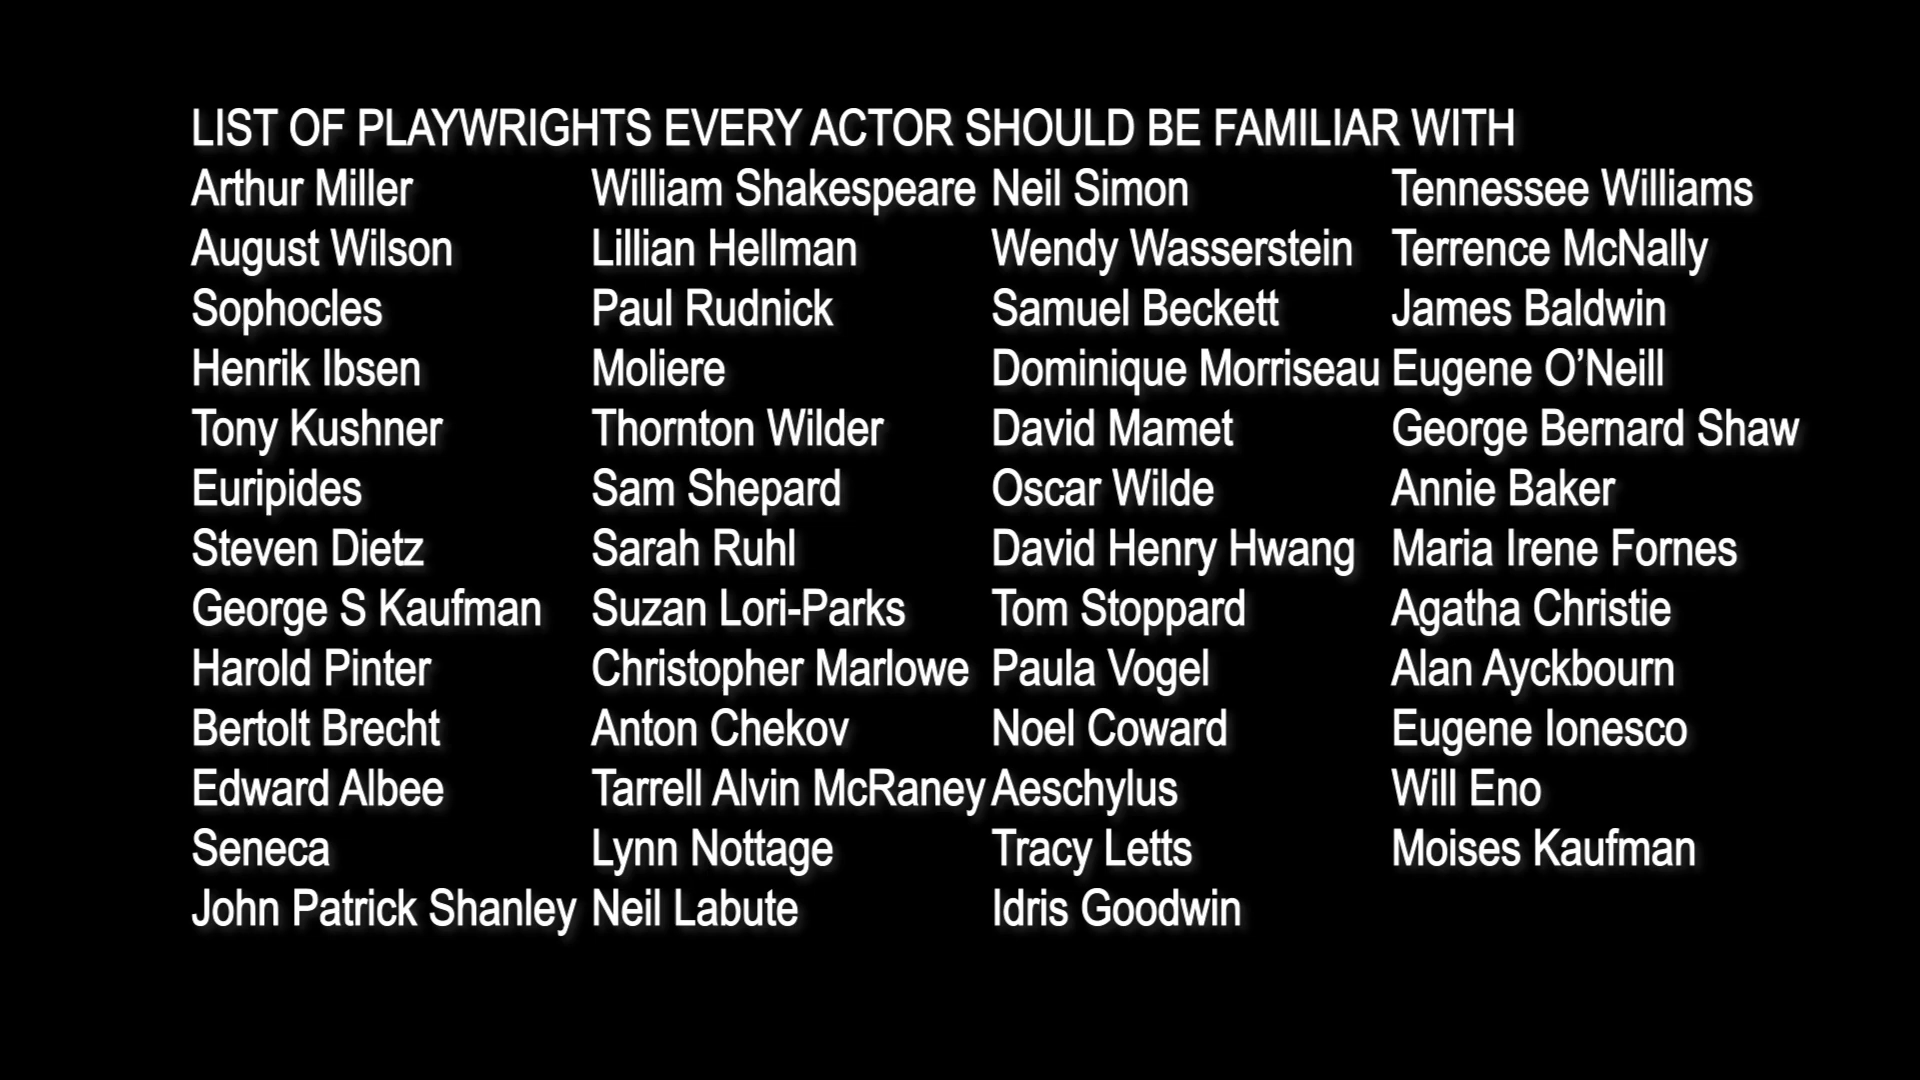 LIST OF PLAYWRIGHTS EVERY ACTOR SHOULD BE FAMILIAR WITH
Arthur Miller William Shakespeare Neil Simon Tennessee Williams
August Wilson Lillian Hellman Wendy Wasserstein Terrence McNally
Sophocles Paul Rudnick Samuel Beckett James Baldwin
Henrik Ibsen Moliere Dominique Morriseau Eugene O’Neill
Tony Kushner Thornton Wilder David Mamet George Bernard Shaw
Euripides Sam Shepard Oscar Wilde Annie Baker
Steven Dietz Sarah Ruhl David Henry Hwang Maria Irene Fornes
George S Kaufman Suzan Lori-Parks Tom Stoppard Agatha Christie
Harold Pinter Christopher Marlowe Paula Vogel Alan Ayckbourn
Bertolt Brecht Anton Chekov Noel Coward Eugene Ionesco
Edward Albee Tarrell Alvin McRaney Aeschylus Will Eno
Seneca Lynn Nottage Tracy Letts Moises Kaufman
John Patrick Shanley Neil Labute Idris Goodwin